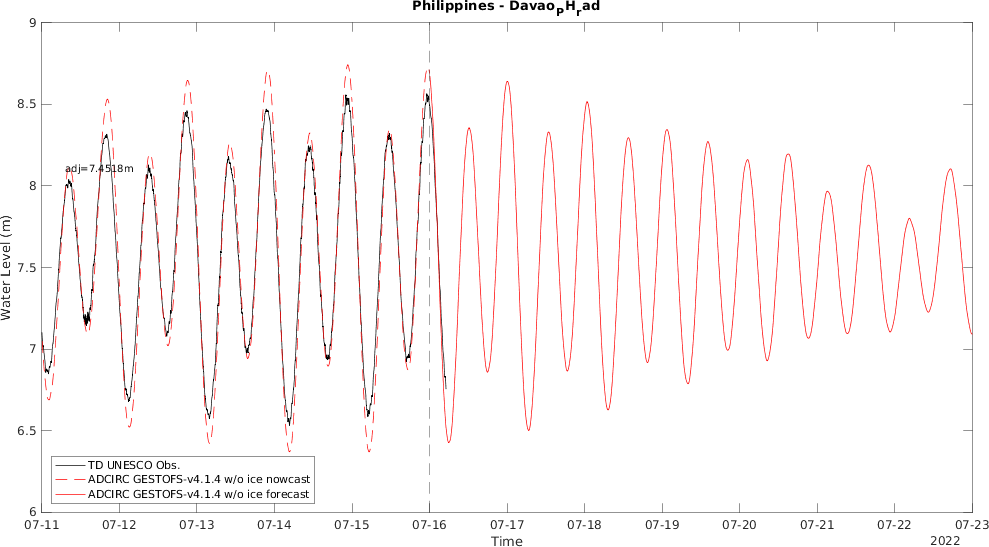 Philippines - Davao_PH_rad
9
8.5
8
7.5
7
6.5
6
Water Level (m)
adj=7.4518m
TD UNESCO Obs.
ADCIRC GESTOFS-v4.1.4 w/o ice nowcast
ADCIRC GESTOFS-v4.1.4 w/o ice forecast
07-11 07-12 07-13 07-14 07-15 07-16 07-17 07-18 07-19 07-20 07-21 07-22 07-23
Time
2022